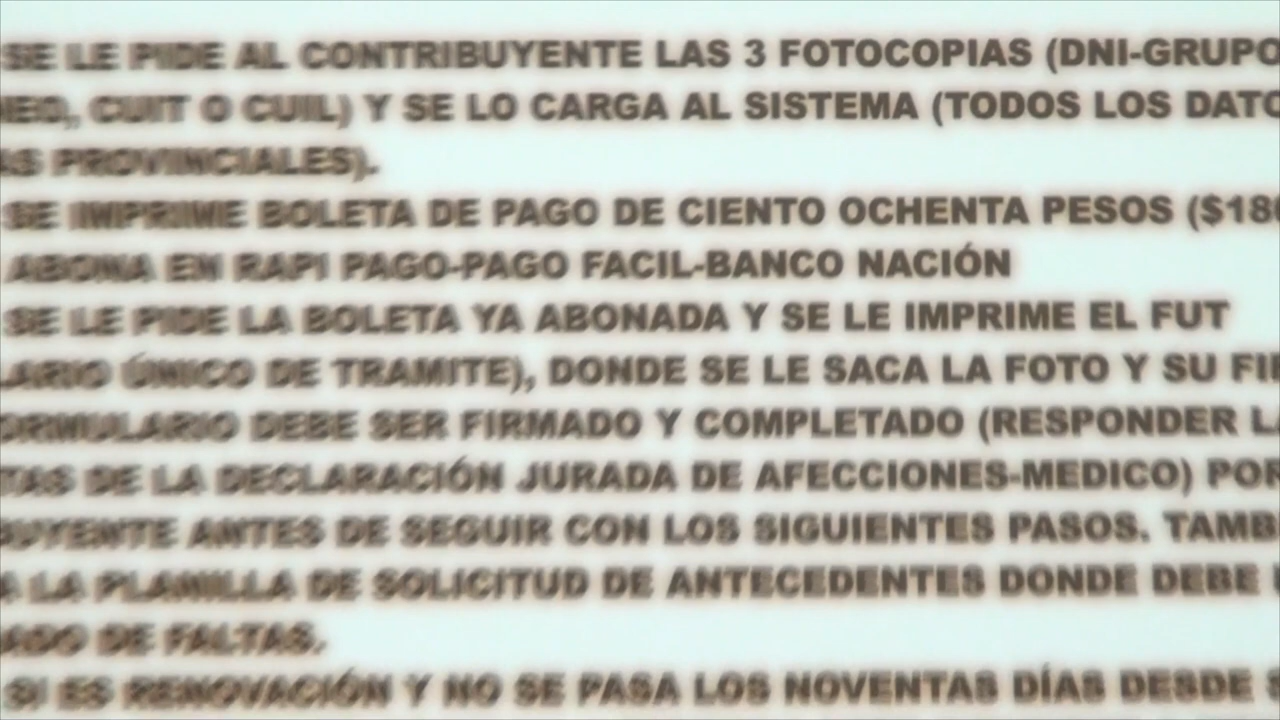 SE LE PIDE AL CONTRIBUYENTE LAS 3 FOTOCOPIAS (DNI-GRUPO
NEO, CUIT O CUIL) Y SE LO CARGA AL SISTEMA (TODOS LOS DATO
AS PROVINCIALES).
SE IMPRIME BOLETA DE PAGO DE CIENTO OCHENTA PESOS ($18
ABONA EN RAPI PAGO-PAGO FACIL-BANCO NACIÓN
SE LE PIDE LA BOLETA YA ABONADA Y SE LE IMPRIME EL FUT
LARIO ÚNICO DE TRAMITE), DONDE SE LE SACA LA FOTO Y SU FIR
ORMULARIO DEBE SER FIRMADO Y COMPLETADO (RESPONDER LA
TAS DE LA DECLARACIÓN JURADA DE AFECCIONES-MEDICO) POR
BUYENTE ANTES DE SEGUIR CON LOS SIGUIENTES PASOS. TAMB
A LA PLANILLA DE SOLICITUD DE ANTECEDENTES DONDE DEBE
ADO DE FALTAS.
SI ES RENOVACIÓN Y NO SE PASA LOS NOVENTAS DÍAS DESDE S